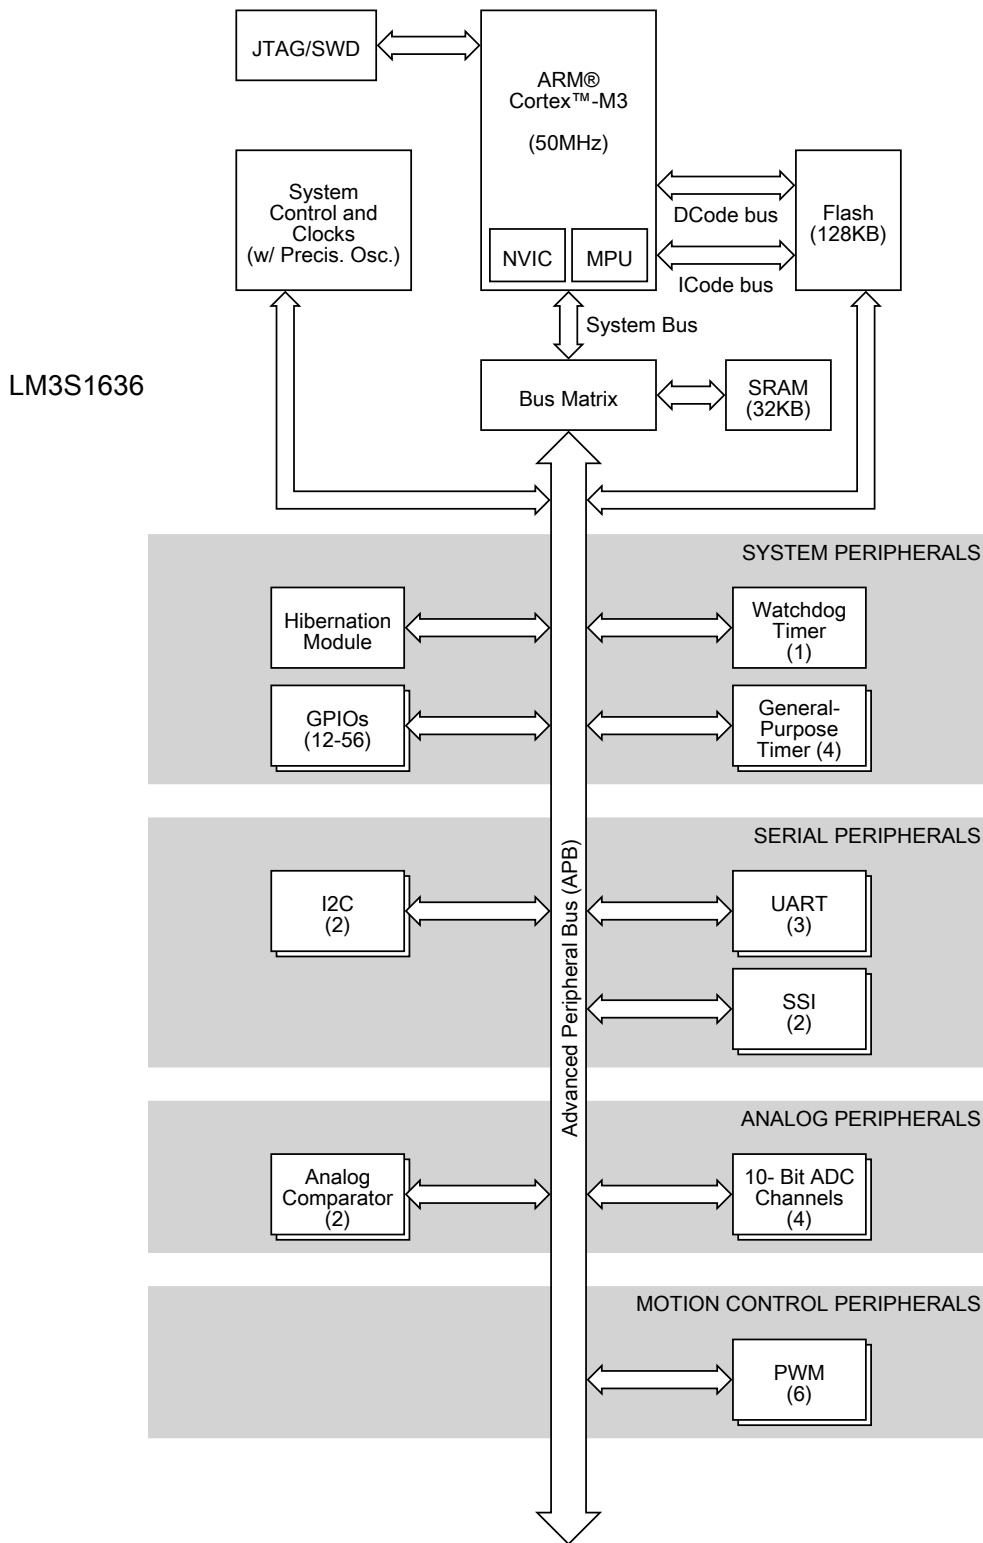 JTAG/SWD
ARM®
Cortex™-M3
(50MHz)
NVIC
MPU
System
Control and
Clocks
(w/ Precis. Osc.)
DCode bus
ICode bus
Flash
(128KB)
System Bus
LM3S1636
Bus Matrix
SRAM
(32KB)
SYSTEM PERIPHERALS
Hibernation
Module
Watchdog
Timer
(1)
GPIOs
(12-56)
General-
Purpose
Timer (4)
Advanced Peripheral Bus (APB)
SERIAL PERIPHERALS
I2C
(2)
UART
(3)
SSI
(2)
ANALOG PERIPHERALS
Analog
Comparator
(2)
10- Bit ADC
Channels
(4)
MOTION CONTROL PERIPHERALS
PWM
(6)